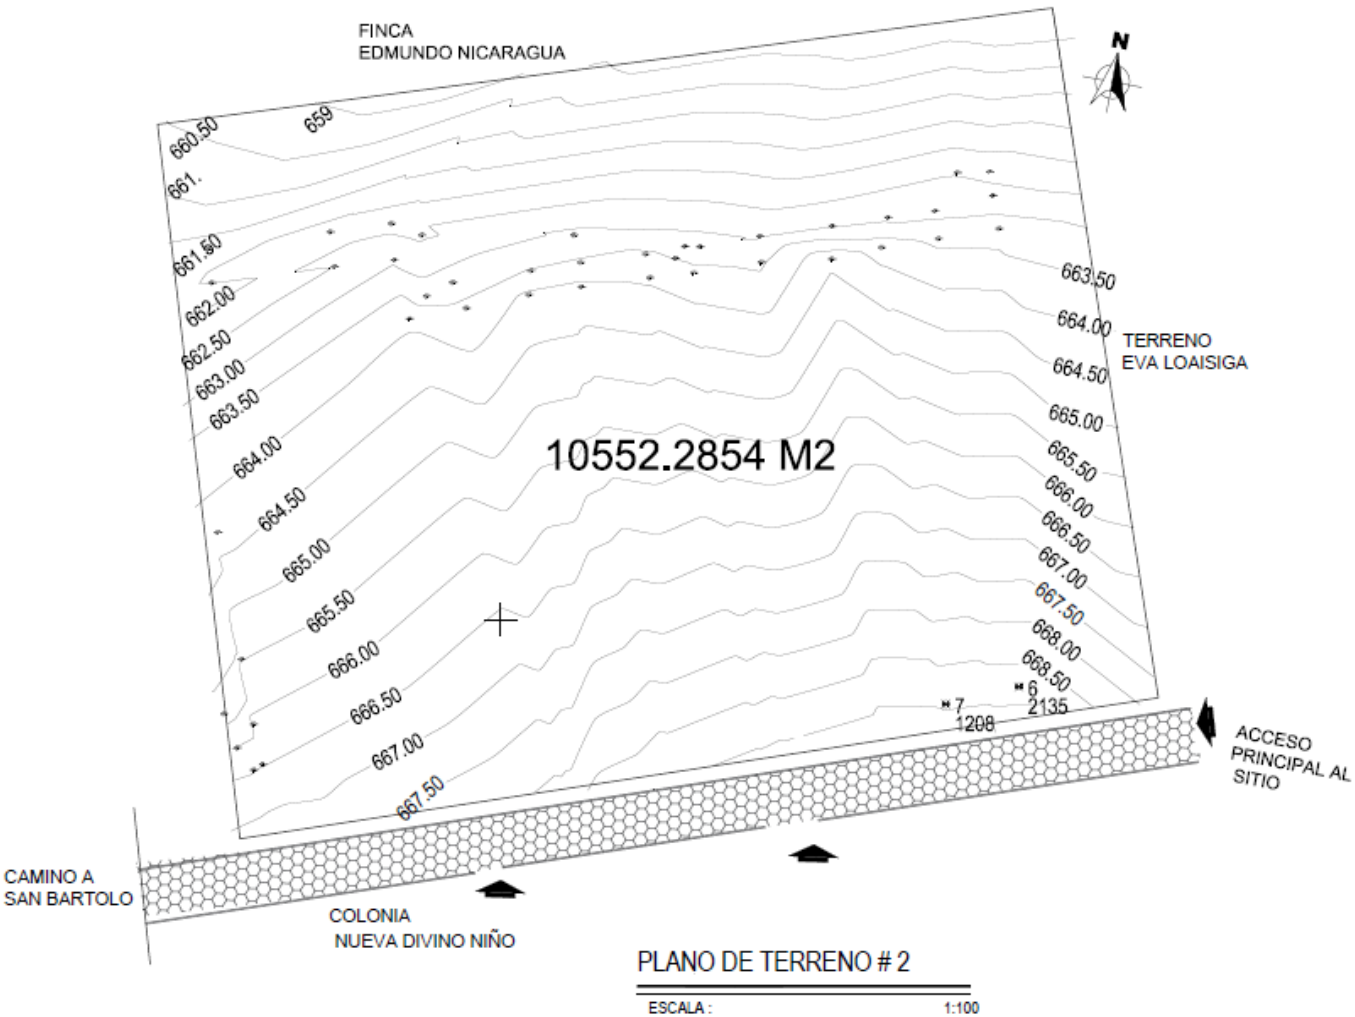 FINCA
EDMUNDO NICARAGUA
N
660.50
659
661.
661.50
662.00
662.50
663.00
663.50
664.00
664.50
665.00
665.50
666.00
666.50
667.00
667.50
663.50
664.00
664.50
665.00
665.50
666.00
666.50
667.00
667.50
668.00
668.50
TERRENO
EVA LOAISIGA
10552.2854 M2
6
2135
7
1208
ACCESO
PRINCIPAL AL
SITIO
CAMINO A
SAN BARTOLO
COLONIA
NUEVA DIVINO NIÑO
PLANO DE TERRENO # 2
ESCALA : 1:100